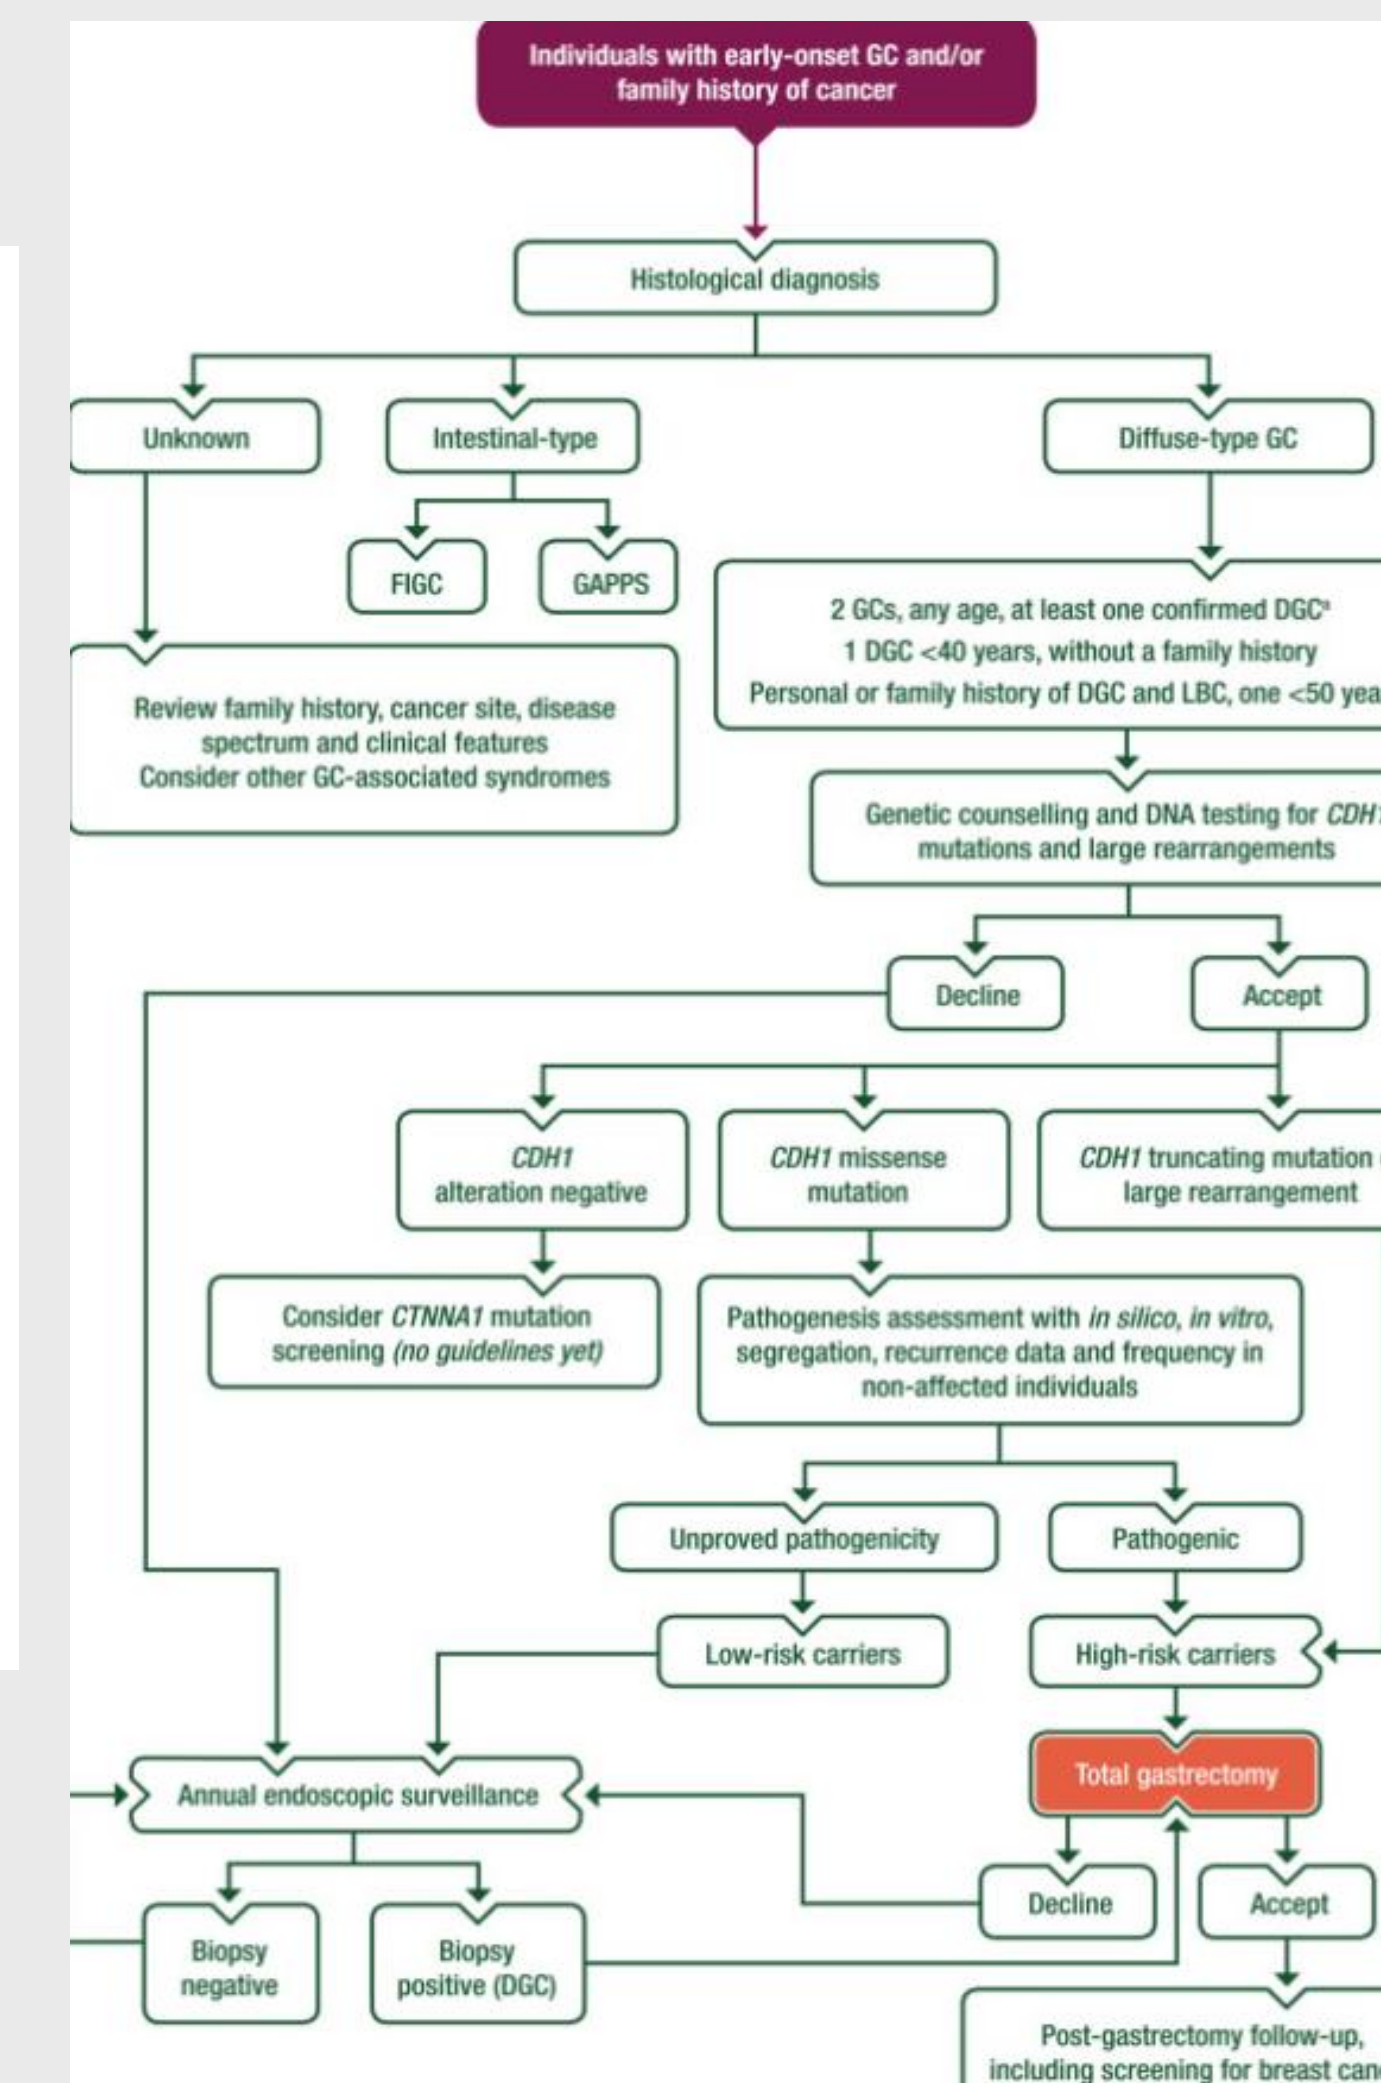 Individuals with early-onset GC and/or
family history of cancer
Histological diagnosis
Unknown
Intestinal-type
Diffuse-type GC
FIGC
GAPPS
2 GCs, any age, at least one confirmed DGCª
1 DGC <40 years, without a family history
Personal or family history of DGC and LBC, one <50
Review family history, cancer site, disease
spectrum and clinical features
Consider other GC-associated syndromes
Genetic counselling and DNA testing for CDH1
mutations and large rearrangements
Decline
Accept
CDH1
alteration negative
CDH1 missense
mutation
CDH1 truncating mutation
large rearrangement
Consider CTNNA1 mutation
screening (no guidelines yet)
Pathogenesis assessment with in silico, in vitro,
segregation, recurrence data and frequency in
non-affected individuals
Unproved pathogenicity
Pathogenic
Low-risk carriers
High-risk carriers
Total gastrectomy
Annual endoscopic surveillance
Decline
Accept
Biopsy
negative
Biopsy
positive (DGC)
Post-gastrectomy follow-up,
including screening for breast